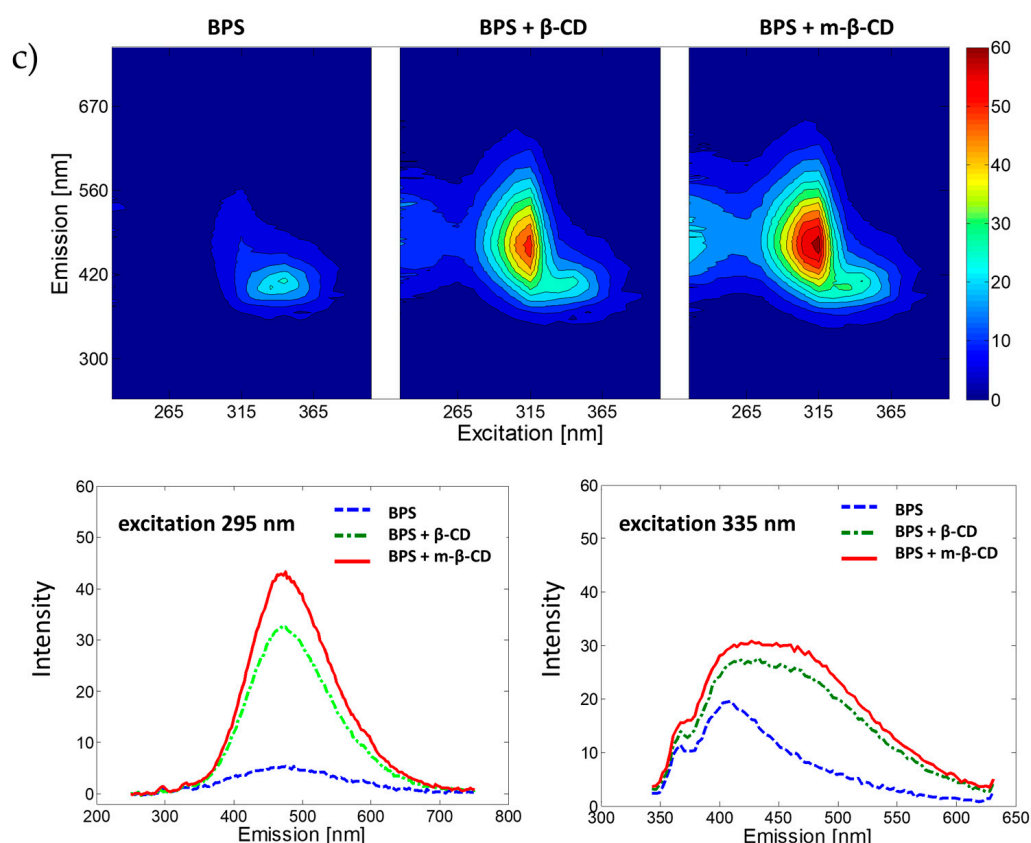 c)
BPS
BPS + β-CD
BPS + m-β-CD
Emission [nm]
670
560
420
300
265 315 365
265 315 365
265 315 365
Excitation [nm]
60
50
40
30
20
10
0
excitation 295 nm
BPS
BPS + β-CD
BPS + m-β-CD
Intensity
60
50
40
30
20
10
0
200 300 400 500 600 700 800
Emission [nm]
excitation 335 nm
BPS
BPS + β-CD
BPS + m-β-CD
Intensity
60
50
40
30
20
10
0
300 350 400 450 500 550 600 650
Emission [nm]